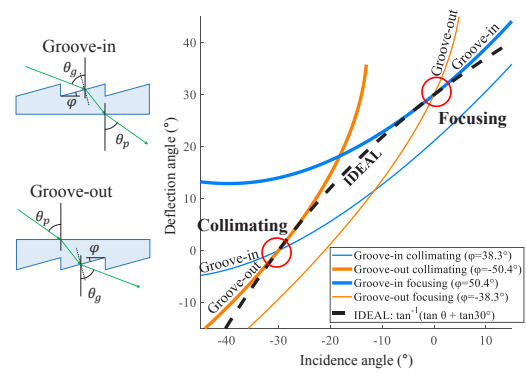 Groove-in
θg
φ
θp
Groove-out
θp
φ
θg
Deflection angle (°)
40
30
20
10
0
-10
-40
-30
-20
-10
0
10
Incidence angle (°)
Groove-out
Groove-in
Focusing
IDEAL
Collimating
Groove-in
Groove-out
Groove-in collimating (φ=38.3°)
Groove-out collimating (φ=-50.4°)
Groove-in focusing (φ=50.4°)
Groove-out focusing (φ=-38.3°)
IDEAL: tan⁻¹(tan θ + tan30°)